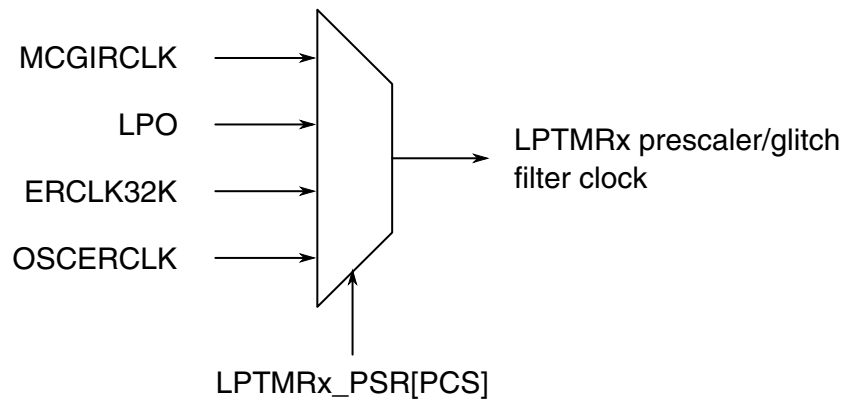 MCGIRCLK
LPO
ERCLK32K
OSCERCLK
LPTMRx prescaler/glitch
filter clock
LPTMRx_PSR[PCS]